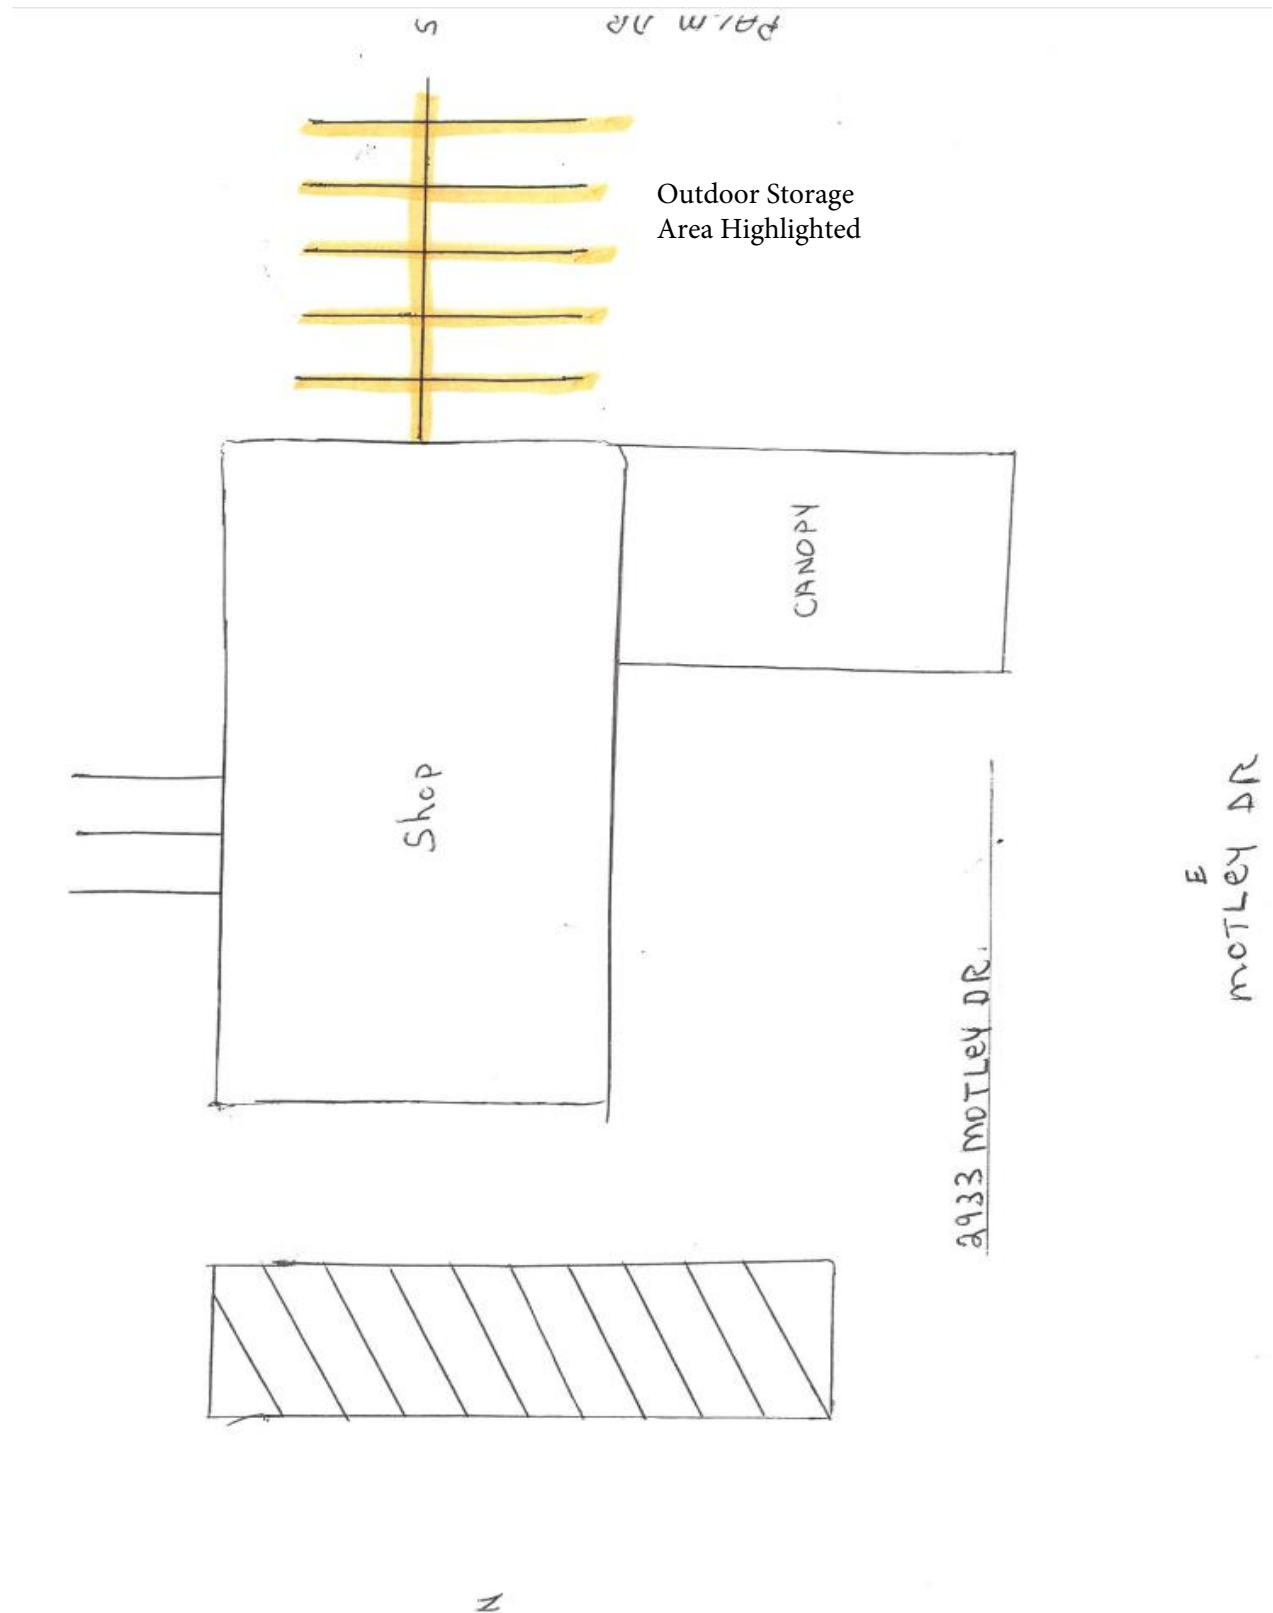 S
PALM DR
Outdoor Storage
Area Highlighted
CANOPY
Shop
E
MOTLEY DR
2933 MOTLEY DR.
N